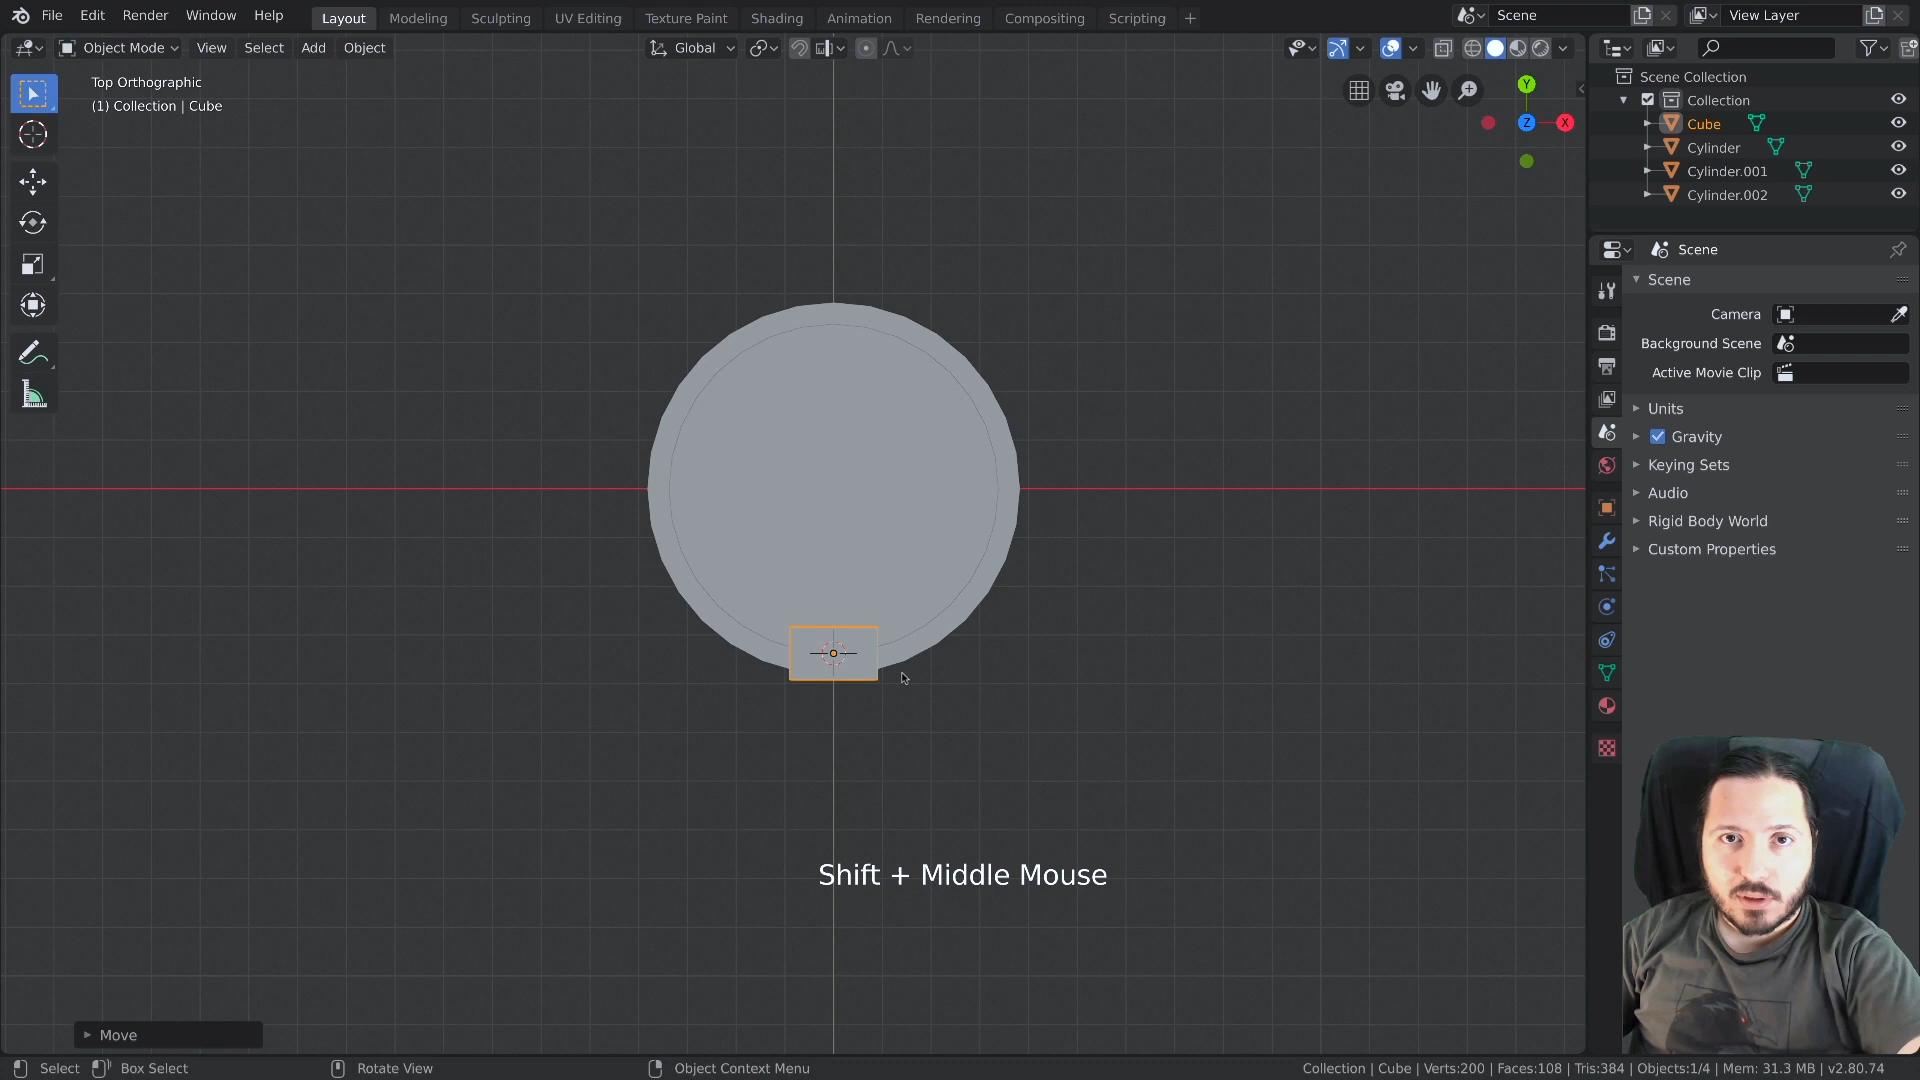 File Edit Render Window Help Layout Modeling Sculpting UV Editing Texture Paint Shading Animation Rendering Compositing Scripting + Scene View Layer
Object Mode View Select Add Object Global
Top Orthographic
(1) Collection | Cube
Y
Z
X
Scene Collection
Collection
Cube
Cylinder
Cylinder.001
Cylinder.002
Scene
Scene
Camera
Background Scene
Active Movie Clip
Units
Gravity
Keying Sets
Audio
Rigid Body World
Custom Properties
Shift + Middle Mouse
Move
Select Box Select Rotate View Object Context Menu Collection | Cube | Verts:200 | Faces:108 | Tris:384 | Objects:1/4 | Mem: 31.3 MB | v2.80.74